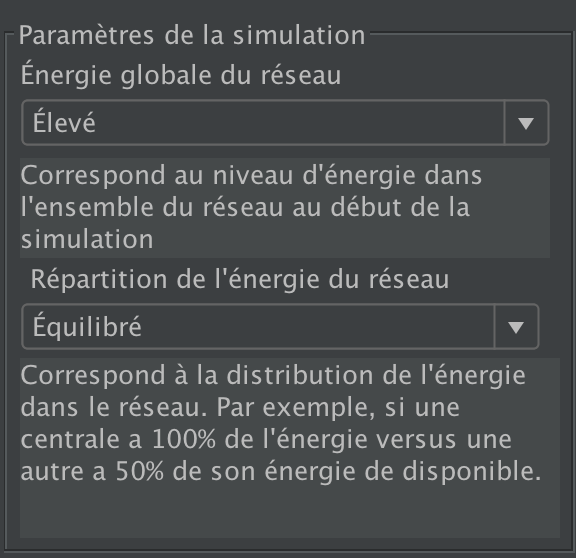 Paramètres de la simulation
Énergie globale du réseau
Élevé
Correspond au niveau d'énergie dans
l'ensemble du réseau au début de la
simulation
Répartition de l'énergie du réseau
Équilibré
Correspond à la distribution de l'énergie
dans le réseau. Par exemple, si une
centrale a 100% de l'énergie versus une
autre a 50% de son énergie de disponible.